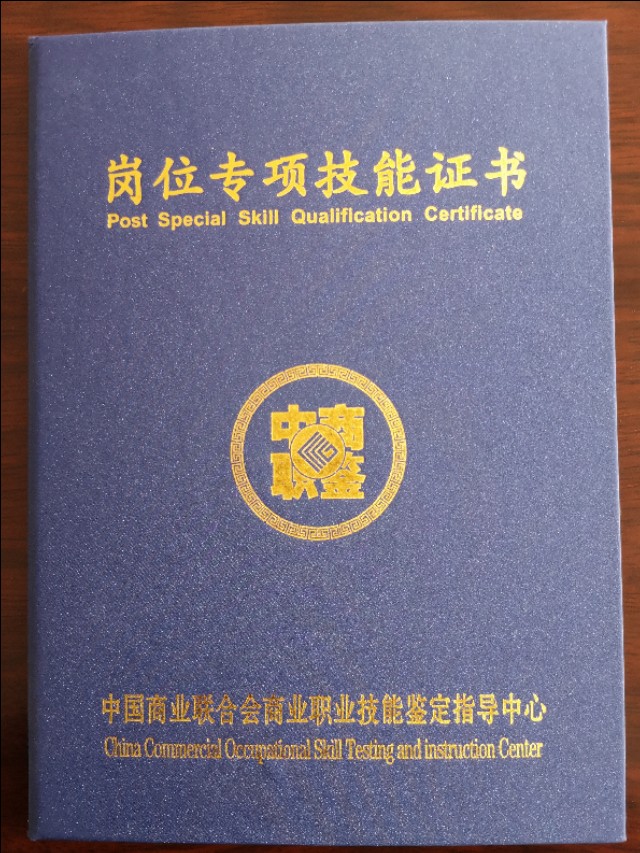 岗位专项技能证书
Post Special Skill Qualification Certificate
中商
职鉴
中国商业联合会商业职业技能鉴定指导中心
China Commercial Occupational Skill Testing and instruction Center